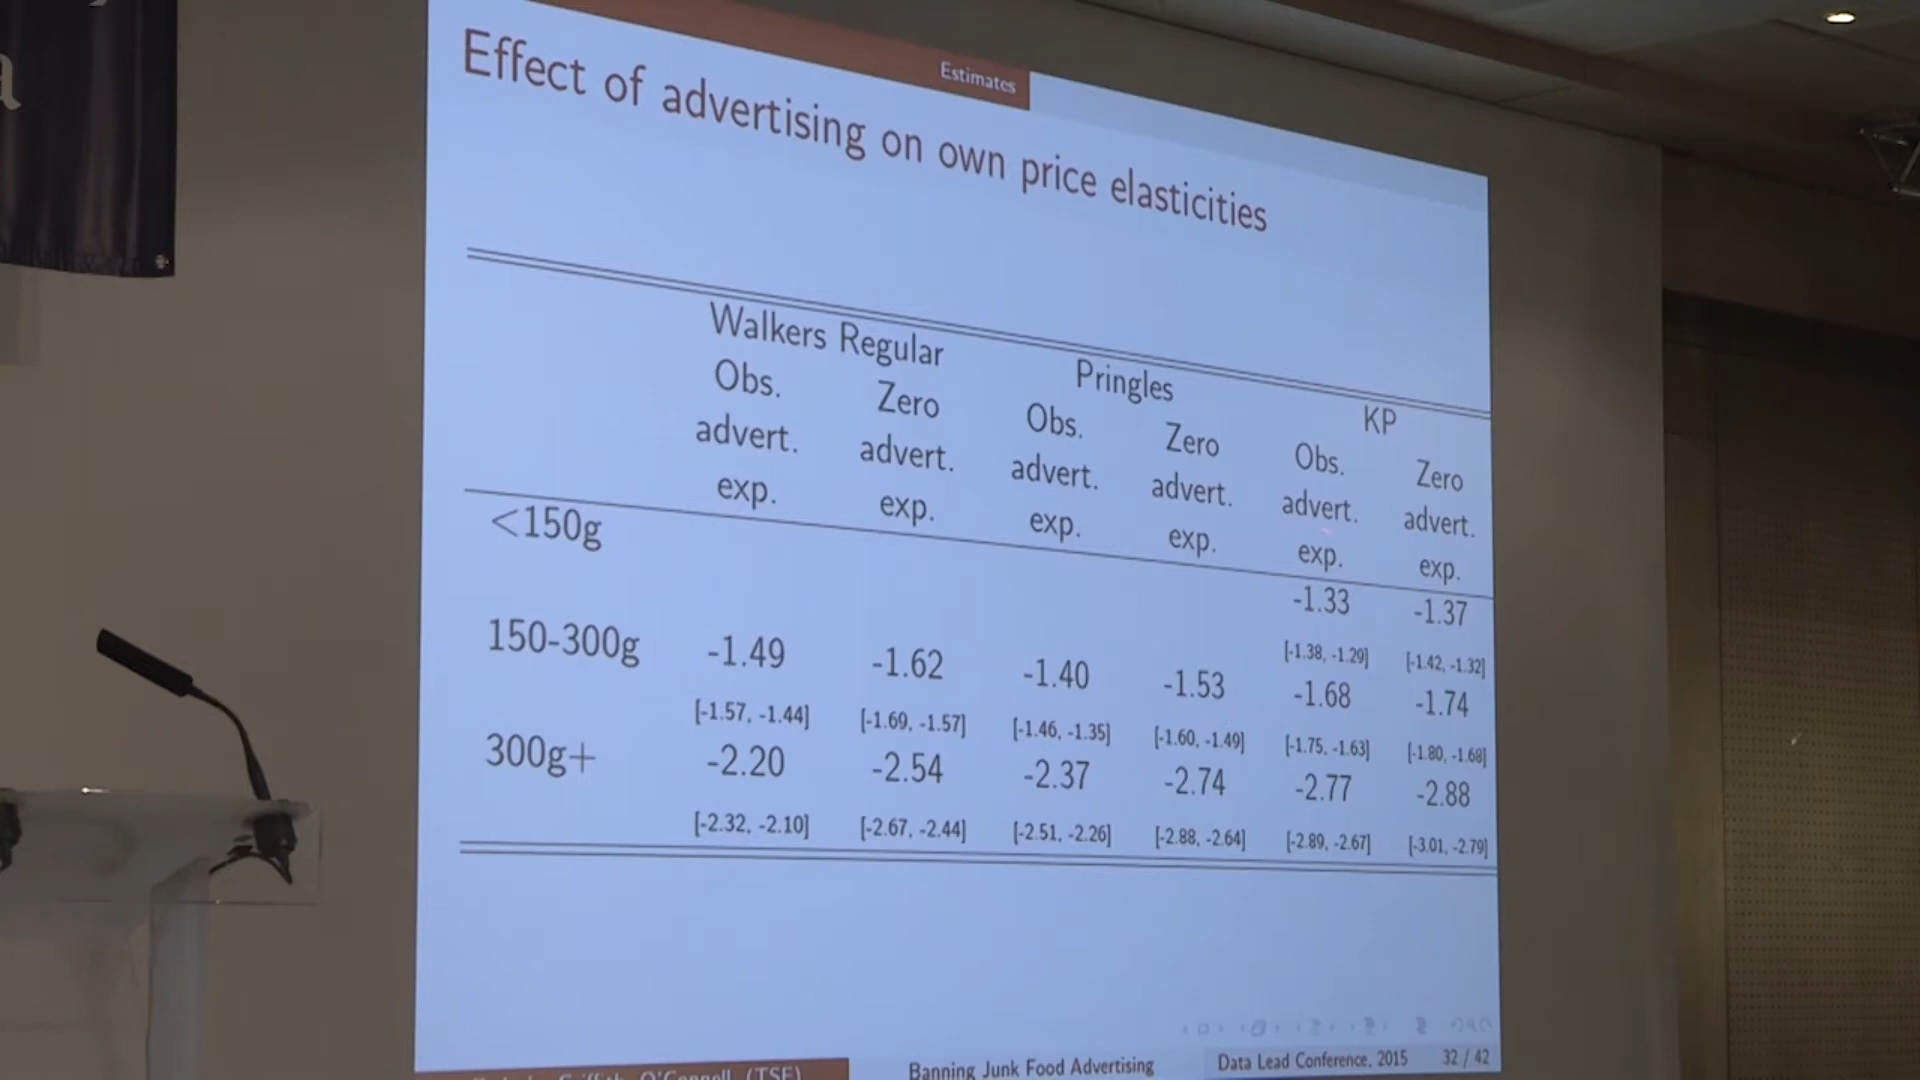 a
Estimates
Effect of advertising on own price elasticities
Walkers Regular Pringles KP
Obs. Zero Obs. Zero Obs. Zero
advert. advert. advert. advert. advert. advert.
exp. exp. exp. exp. exp. exp.
<150g -1.33 -1.37
[-1.38, -1.29] [-1.42, -1.32]
150-300g -1.49 -1.62 -1.40 -1.53 -1.68 -1.74
[-1.57, -1.44] [-1.69, -1.57] [-1.46, -1.35] [-1.60, -1.49] [-1.75, -1.63] [-1.80, -1.68]
300g+ -2.20 -2.54 -2.37 -2.74 -2.77 -2.88
[-2.32, -2.10] [-2.67, -2.44] [-2.51, -2.26] [-2.88, -2.64] [-2.89, -2.67] [-3.01, -2.79]
Griffith, O'Connell (TSE) Banning Junk Food Advertising Data Lead Conference, 2015 32 / 42